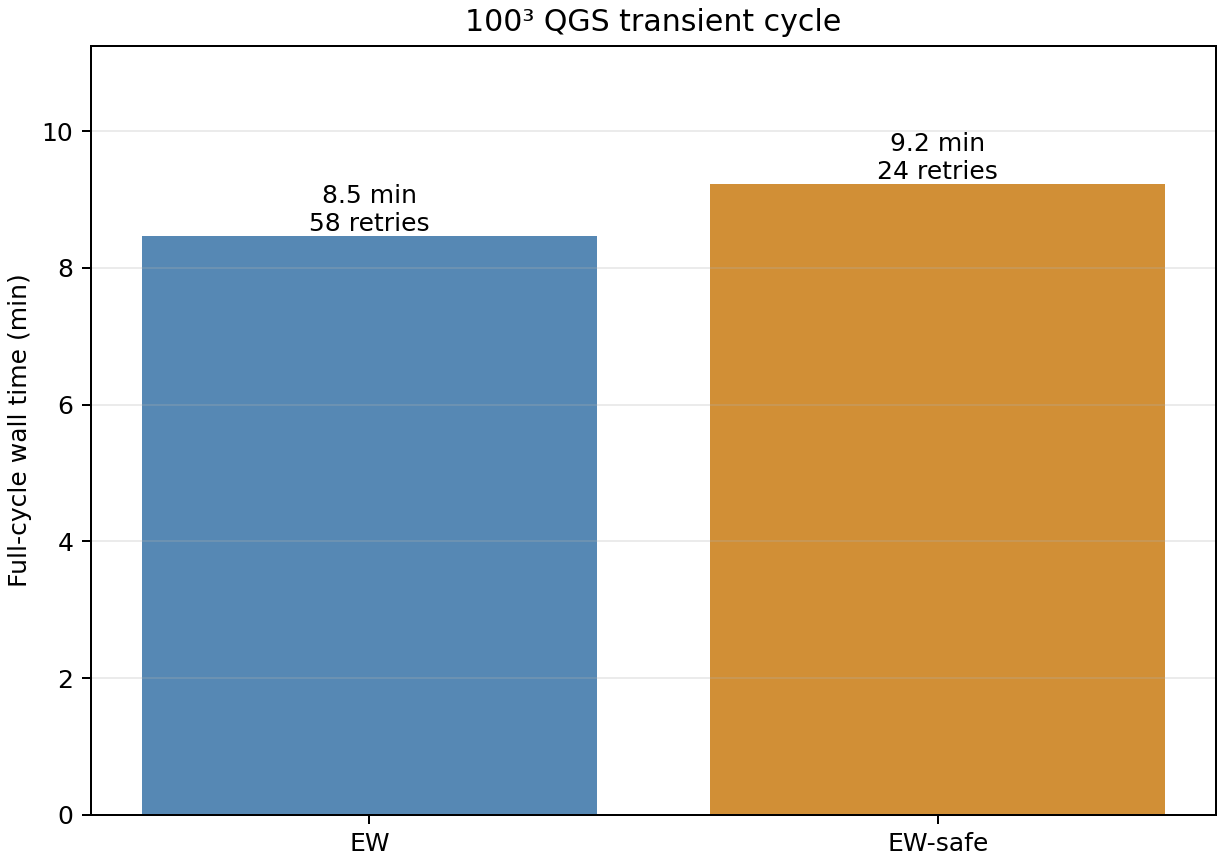 100³ QGS transient cycle
Full-cycle wall time (min)
10
8
6
4
2
0
8.5 min
58 retries
9.2 min
24 retries
EW
EW-safe